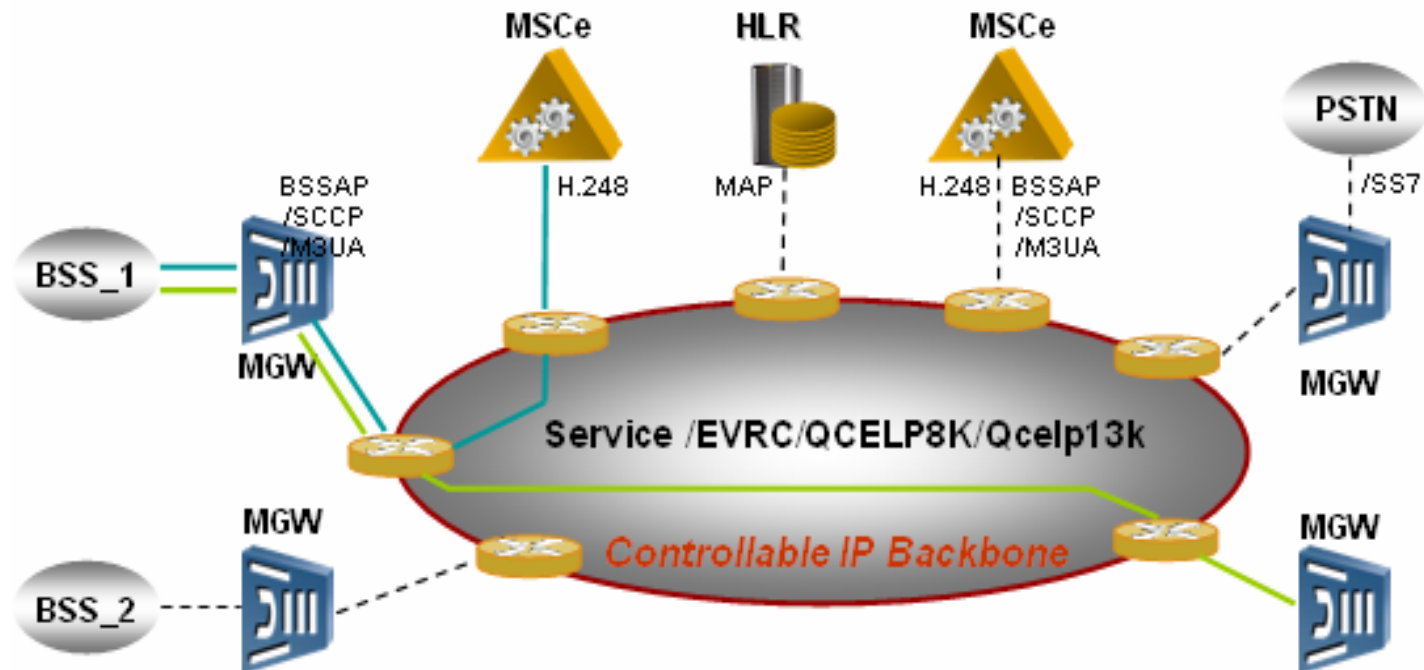 MSCe
HLR
MSCe
PSTN
BSSAP
/SCCP
/M3UA
H.248
MAP
H.248
BSSAP
/SCCP
/M3UA
/SS7
BSS_1
MGW
MGW
Service /EVRC/QCELP8K/Qcelp13k
MGW
Controllable IP Backbone
MGW
BSS_2